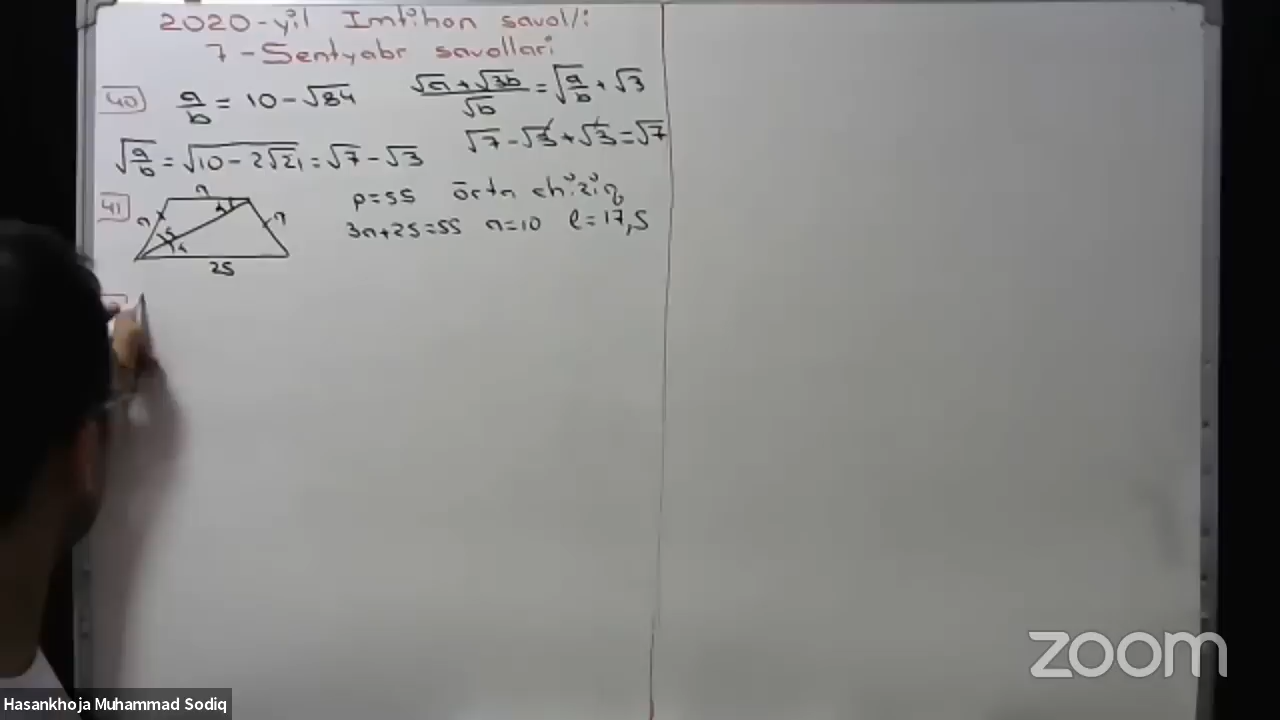 2020-yil Imtihon savol/:
7-Sentyabr savollari
40 a/b = 10 - √84 (√a + √3b)/√b = √(a/b) + √3
√(a/b) = √(10 - 2√21) = √7 - √3 √7 - √3 + √3 = √7
41 a a a 25 p = 55 o'rta chiziq
3a + 25 = 55 a = 10 l = 17,5
zoom
Hasankhoja Muhammad Sodiq